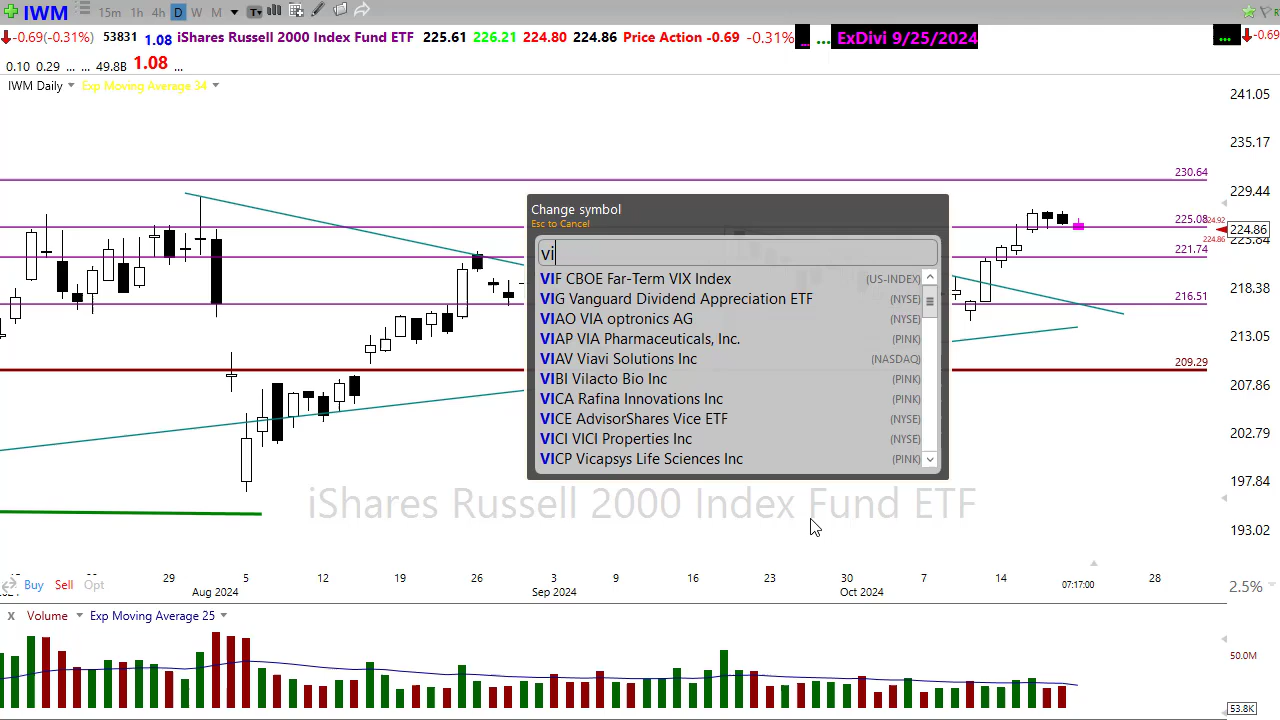 IWM 15m 1h 4h D W M T
-0.69(-0.31%) 53831 1.08 iShares Russell 2000 Index Fund ETF 225.61 226.21 224.80 224.86 Price Action -0.69 -0.31% ... ... ExDivi 9/25/2024 ... -0.69
0.10 0.29 ... ... 49.8B 1.08 ...
IWM Daily Exp Moving Average 34
241.05
235.17
230.64
229.44
225.08
224.92
224.86
224.86
221.74
218.38
216.51
213.05
209.29
207.86
202.79
197.84
193.02
Change symbol
Esc to Cancel
vi
VIF CBOE Far-Term VIX Index (US-INDEX)
VIG Vanguard Dividend Appreciation ETF (NYSE)
VIAO VIA optronics AG (NYSE)
VIAP VIA Pharmaceuticals, Inc. (PINK)
VIAV Viavi Solutions Inc (NASDAQ)
VIBI Vilacto Bio Inc (PINK)
VICA Rafina Innovations Inc (PINK)
VICE AdvisorShares Vice ETF (NYSE)
VICI VICI Properties Inc (NYSE)
VICP Vicapsys Life Sciences Inc (PINK)
iShares Russell 2000 Index Fund ETF
29 5 12 19 26 3 9 16 23 30 7 14 07:17:00 28
Buy Sell Opt 2.5%
Aug 2024 Sep 2024 Oct 2024
X Volume Exp Moving Average 25
50.0M
53.8K